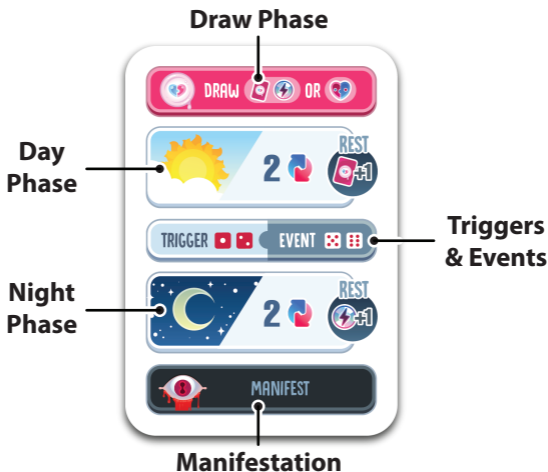 Draw Phase
DRAW OR
Day
Phase
2 REST
+1
TRIGGER EVENT
Triggers
& Events
Night
Phase
2 REST
+1
MANIFEST
Manifestation